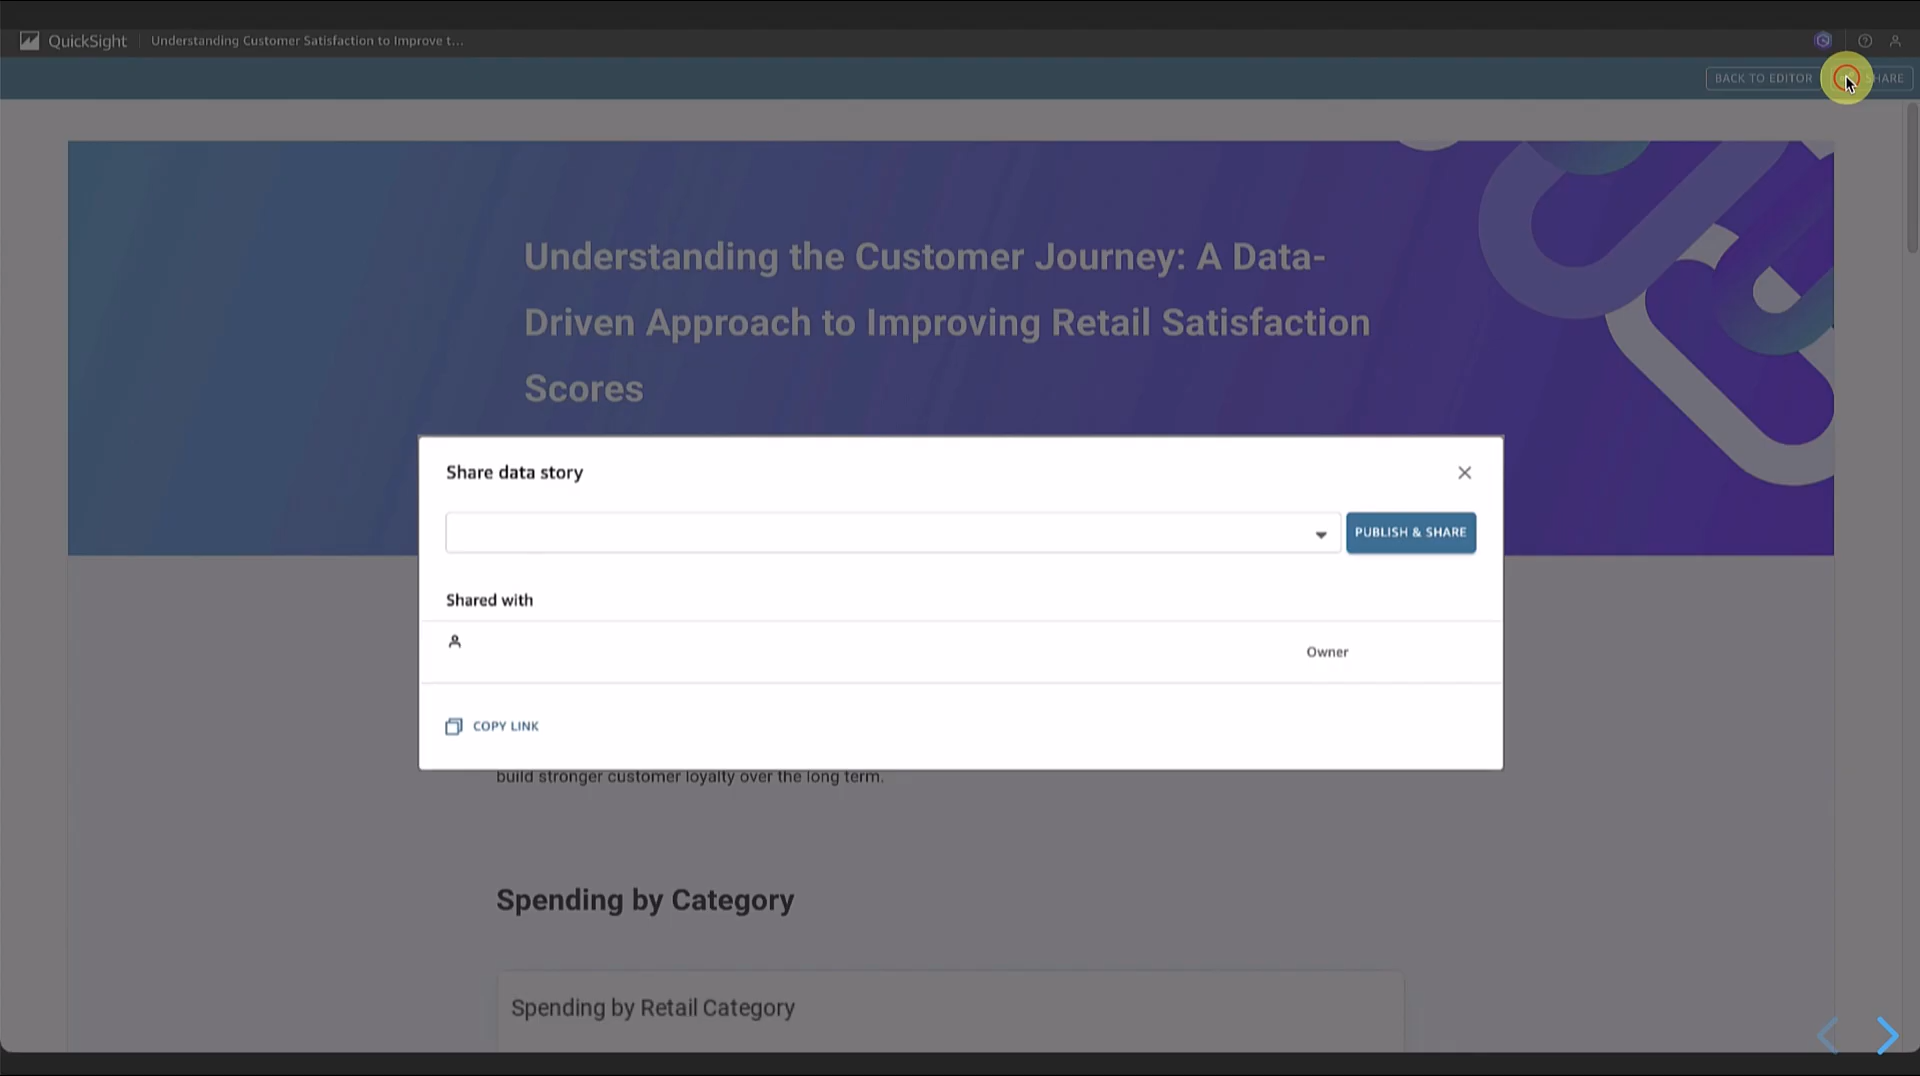 QuickSight
Understanding Customer Satisfaction to Improve t...
BACK TO EDITOR
SHARE
Understanding the Customer Journey: A Data-
Driven Approach to Improving Retail Satisfaction
Scores
Share data story
PUBLISH & SHARE
Shared with
Owner
COPY LINK
build stronger customer loyalty over the long term.
Spending by Category
Spending by Retail Category